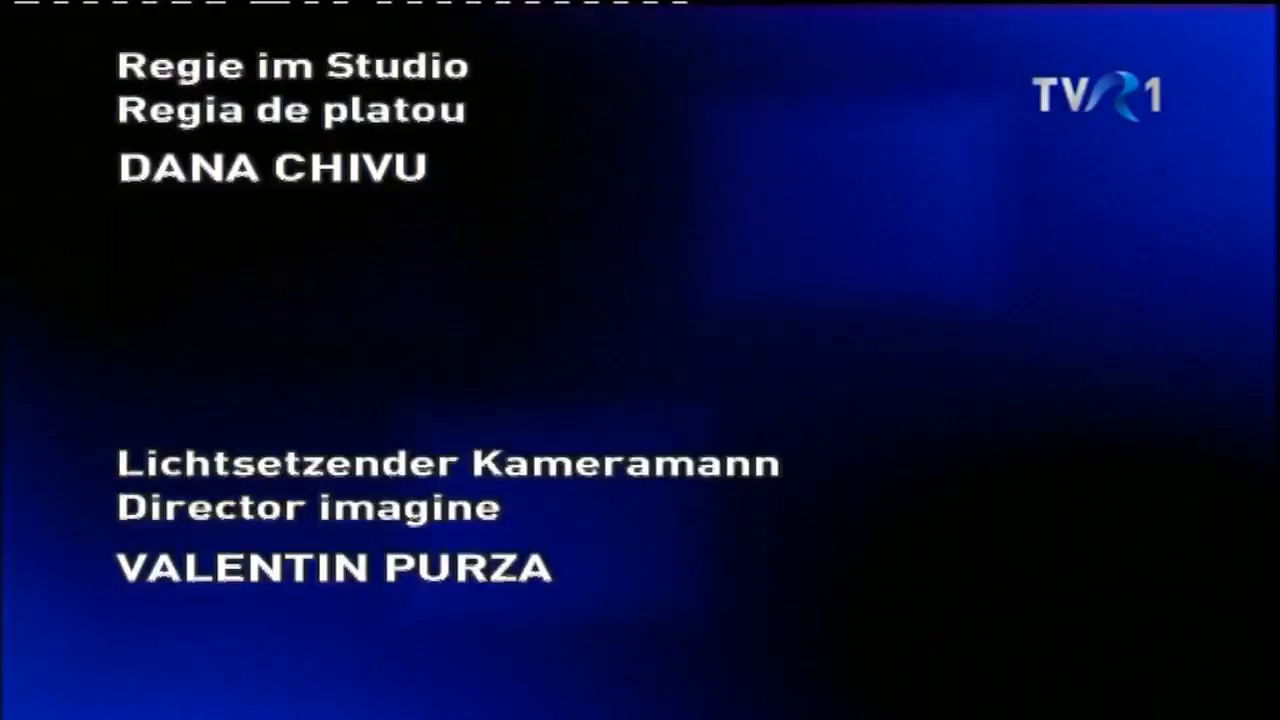 Regie im Studio
Regia de platou
DANA CHIVU
TVR1
Lichtsetzender Kameramann
Director imagine
VALENTIN PURZA